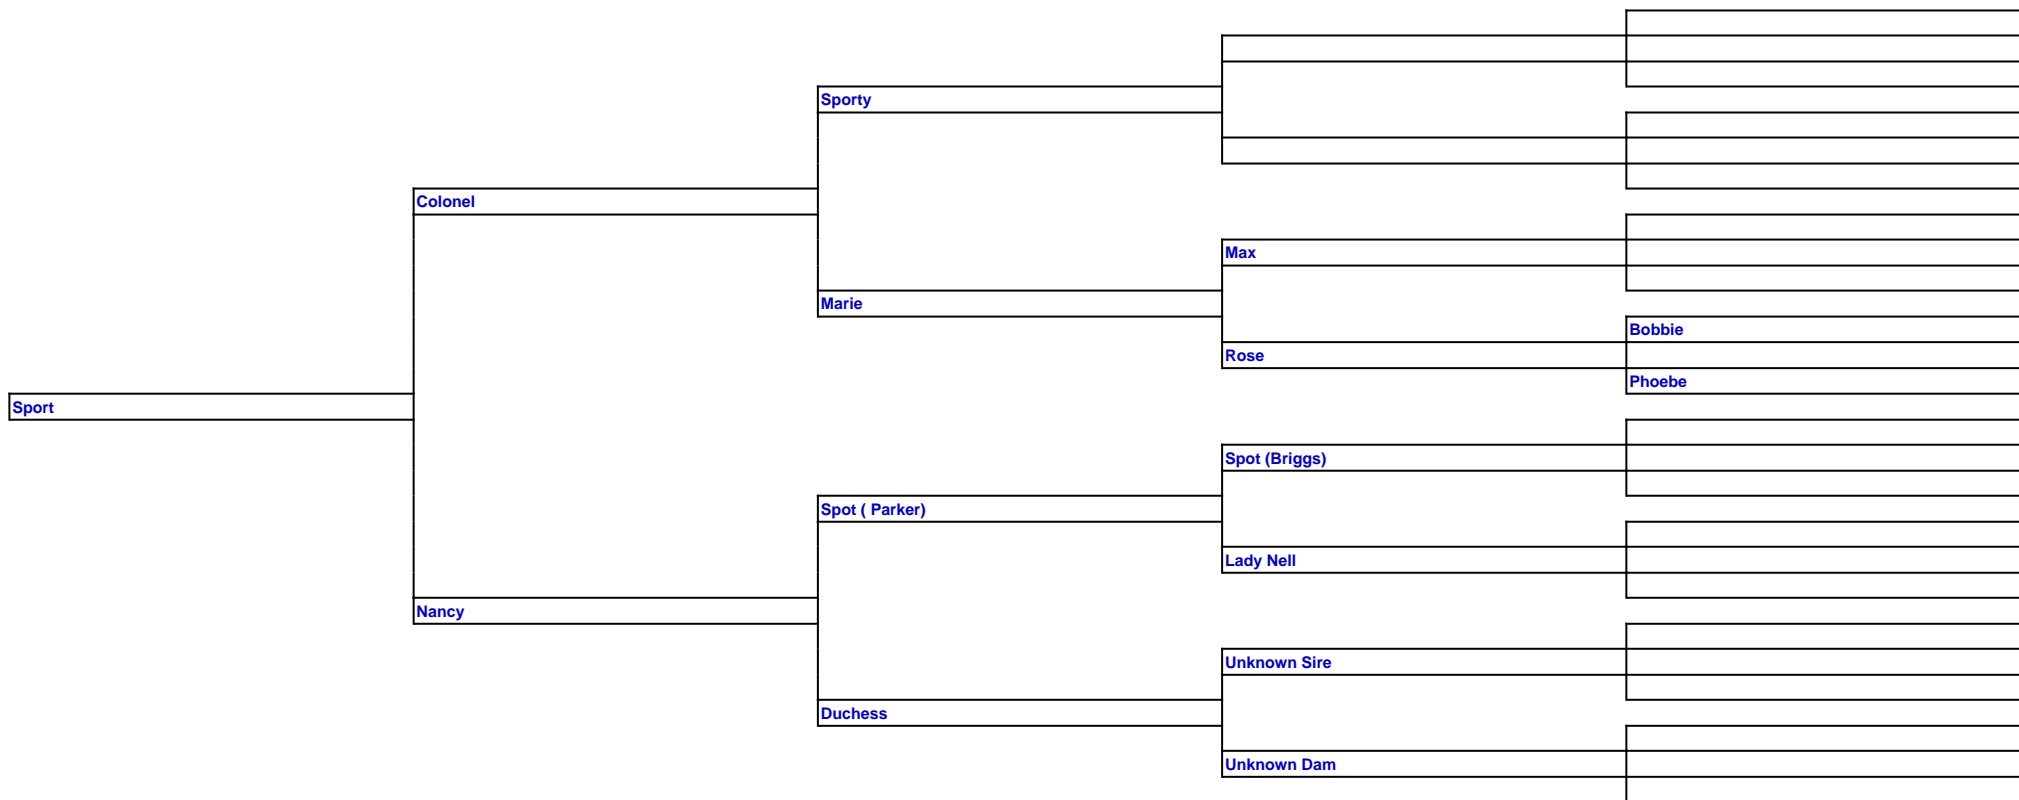 Sporty
Colonel
Max
Marie
Bobbie
Rose
Phoebe
Sport
Spot (Briggs)
Spot ( Parker)
Lady Nell
Nancy
Unknown Sire
Duchess
Unknown Dam